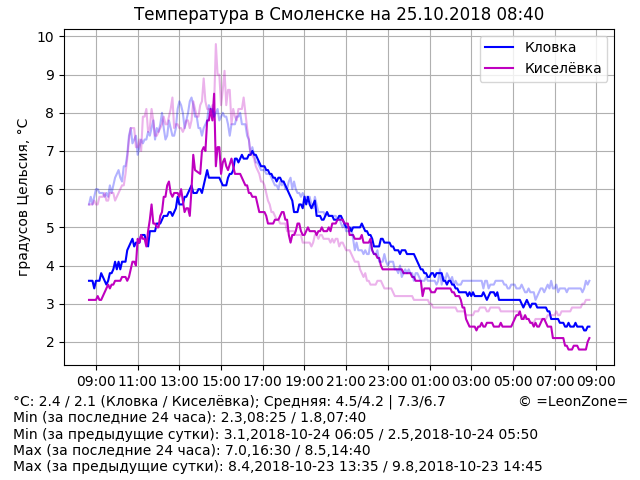 Температура в Смоленске на 25.10.2018 08:40
10
9
8
7
6
5
4
3
2
градусов Цельсия, °C
Кловка
Киселёвка
09:00 11:00 13:00 15:00 17:00 19:00 21:00 23:00 01:00 03:00 05:00 07:00 09:00
°C: 2.4 / 2.1 (Кловка / Киселёвка); Средняя: 4.5/4.2 | 7.3/6.7 © =LeonZone=
Min (за последние 24 часа): 2.3,08:25 / 1.8,07:40
Min (за предыдущие сутки): 3.1,2018-10-24 06:05 / 2.5,2018-10-24 05:50
Max (за последние 24 часа): 7.0,16:30 / 8.5,14:40
Max (за предыдущие сутки): 8.4,2018-10-23 13:35 / 9.8,2018-10-23 14:45